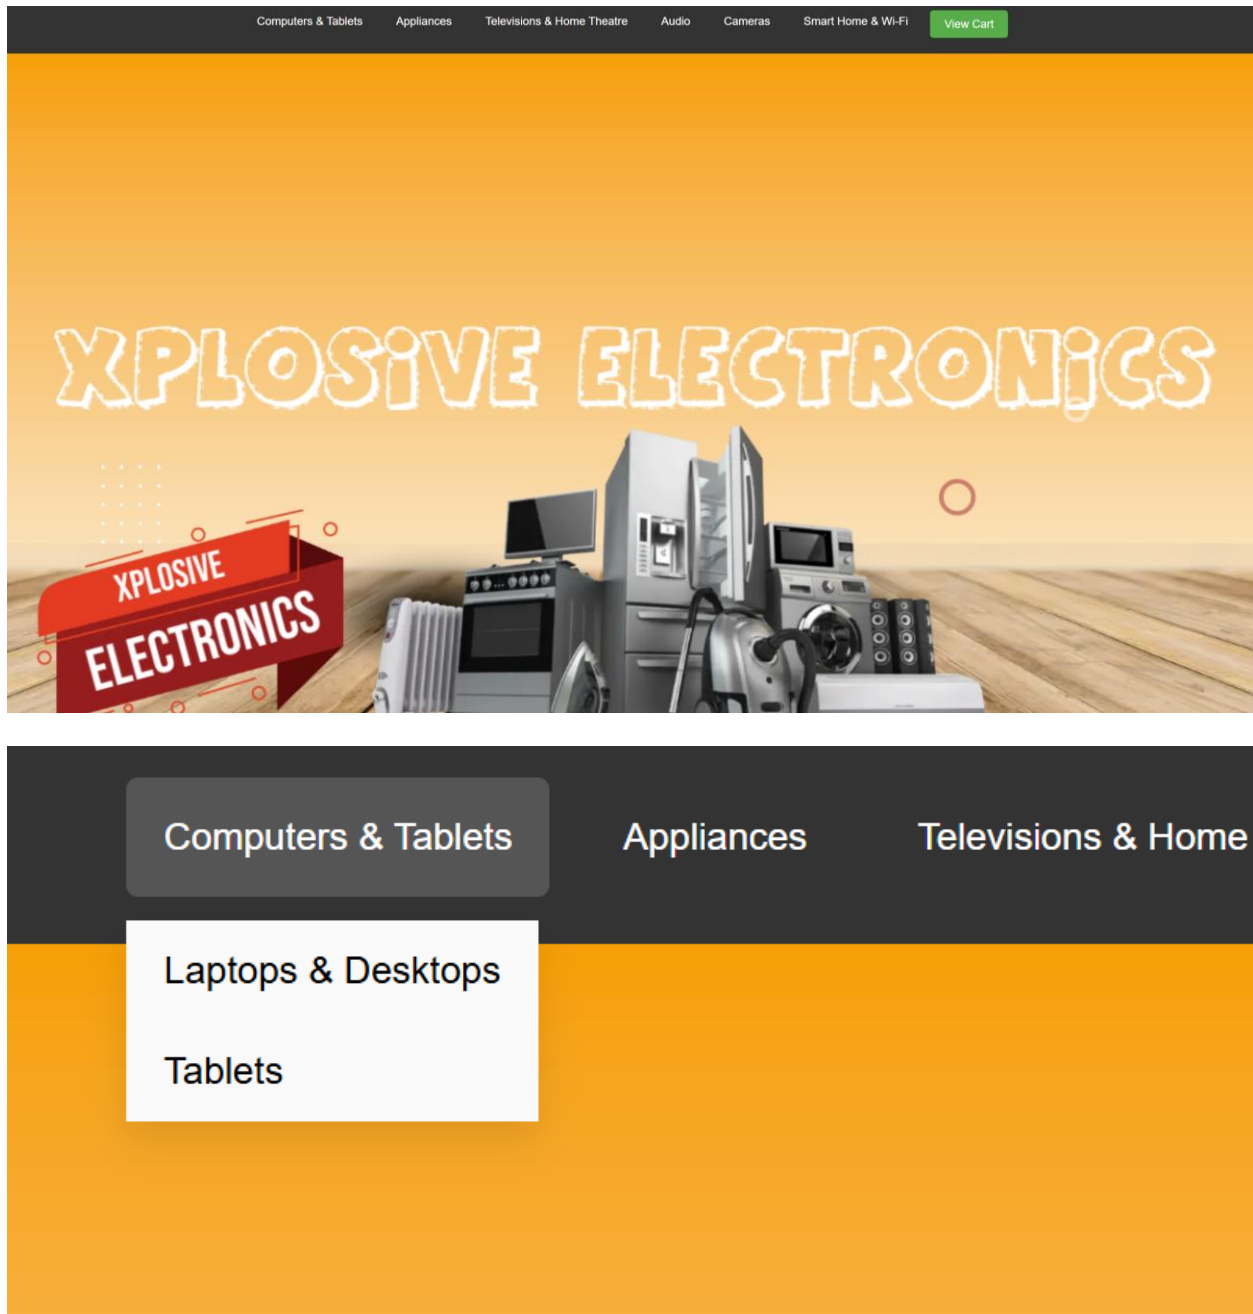 Computers & Tablets Appliances Televisions & Home Theatre Audio Cameras Smart Home & Wi-Fi View Cart
XPLOSiVE ELECTRONiCS
XPLOSIVE
ELECTRONICS
Computers & Tablets Appliances Televisions & Home
Laptops & Desktops
Tablets